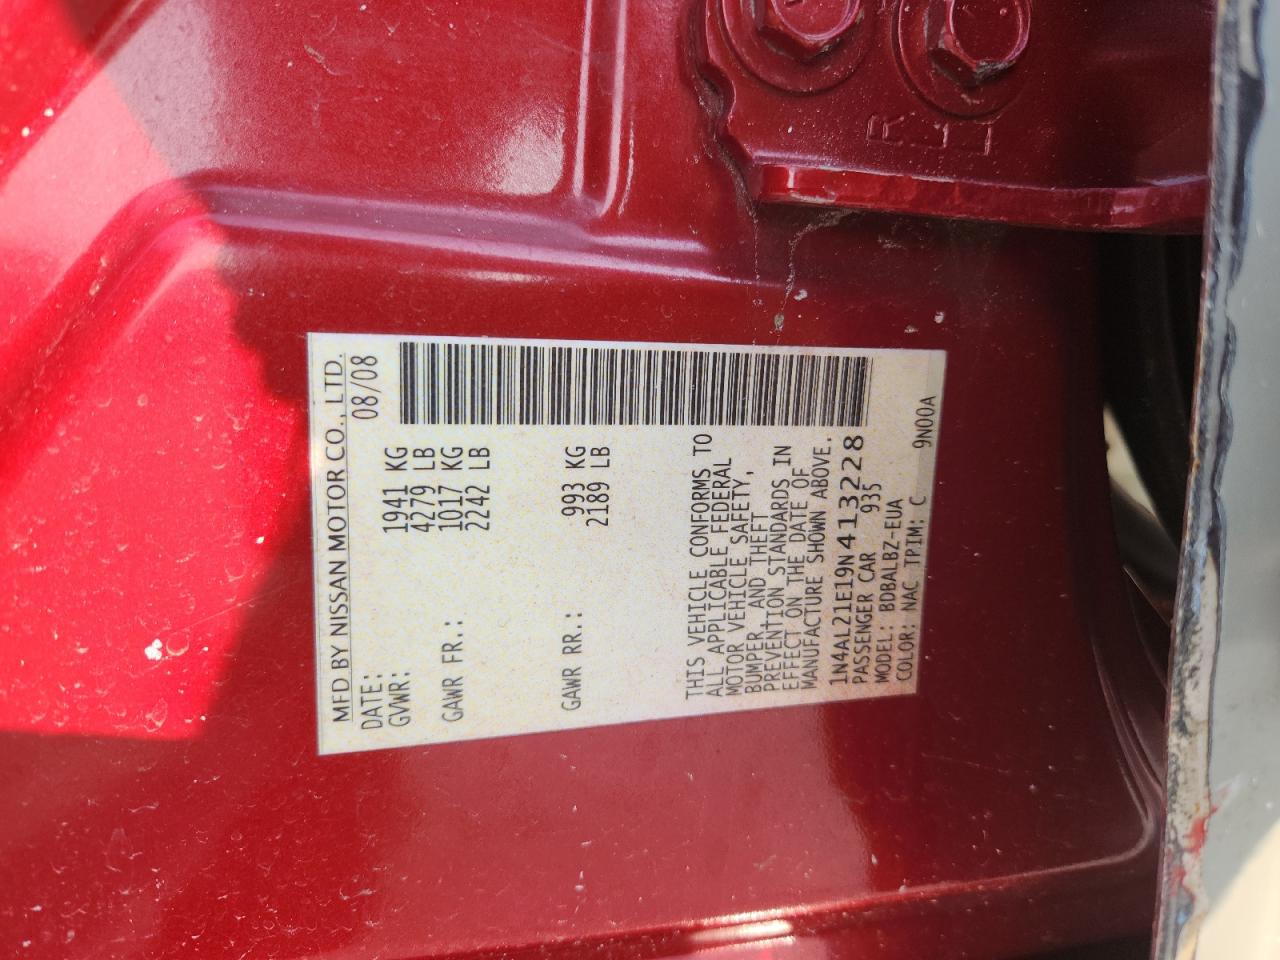 MFD BY NISSAN MOTOR CO., LTD.
DATE: 08/08
GVWR: 1941 KG
4279 LB
GAWR FR.: 1017 KG
2242 LB
GAWR RR.: 993 KG
2189 LB
THIS VEHICLE CONFORMS TO
ALL APPLICABLE FEDERAL
MOTOR VEHICLE SAFETY,
BUMPER AND THEFT
PREVENTION STANDARDS IN
EFFECT ON THE DATE OF
MANUFACTURE SHOWN ABOVE.
1N4AL21E19N413228
PASSENGER CAR 935
MODEL: BDBALBZ-EUA
COLOR: NAC TPIM: C 9N00A
R L